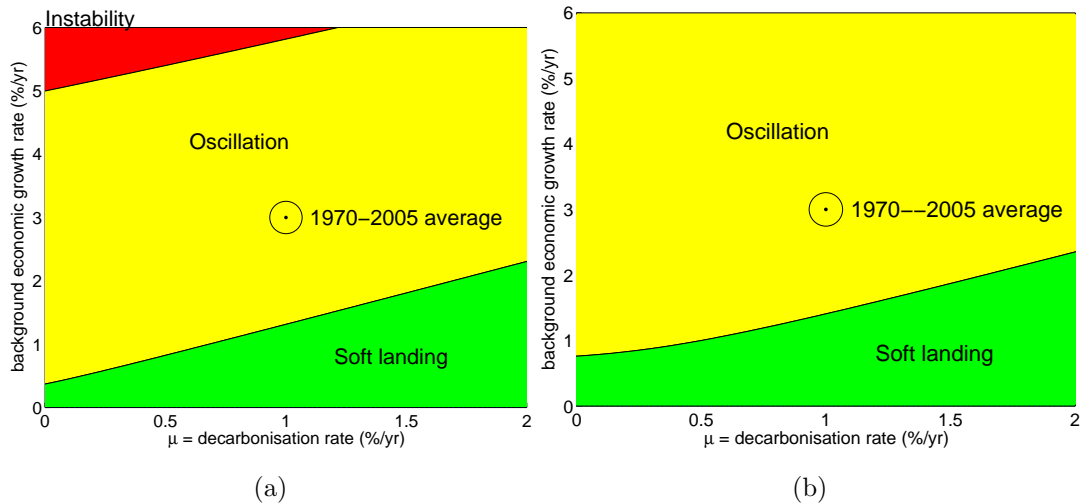 Instability
6
5
4
3
2
1
0
background economic growth rate (%/yr)
Oscillation
1970−2005 average
Soft landing
0
0.5
1
1.5
2
μ = decarbonisation rate (%/yr)
(a)
6
5
4
3
2
1
0
background economic growth rate (%/yr)
Oscillation
1970−−2005 average
Soft landing
0
0.5
1
1.5
2
μ = decarbonisation rate (%/yr)
(b)